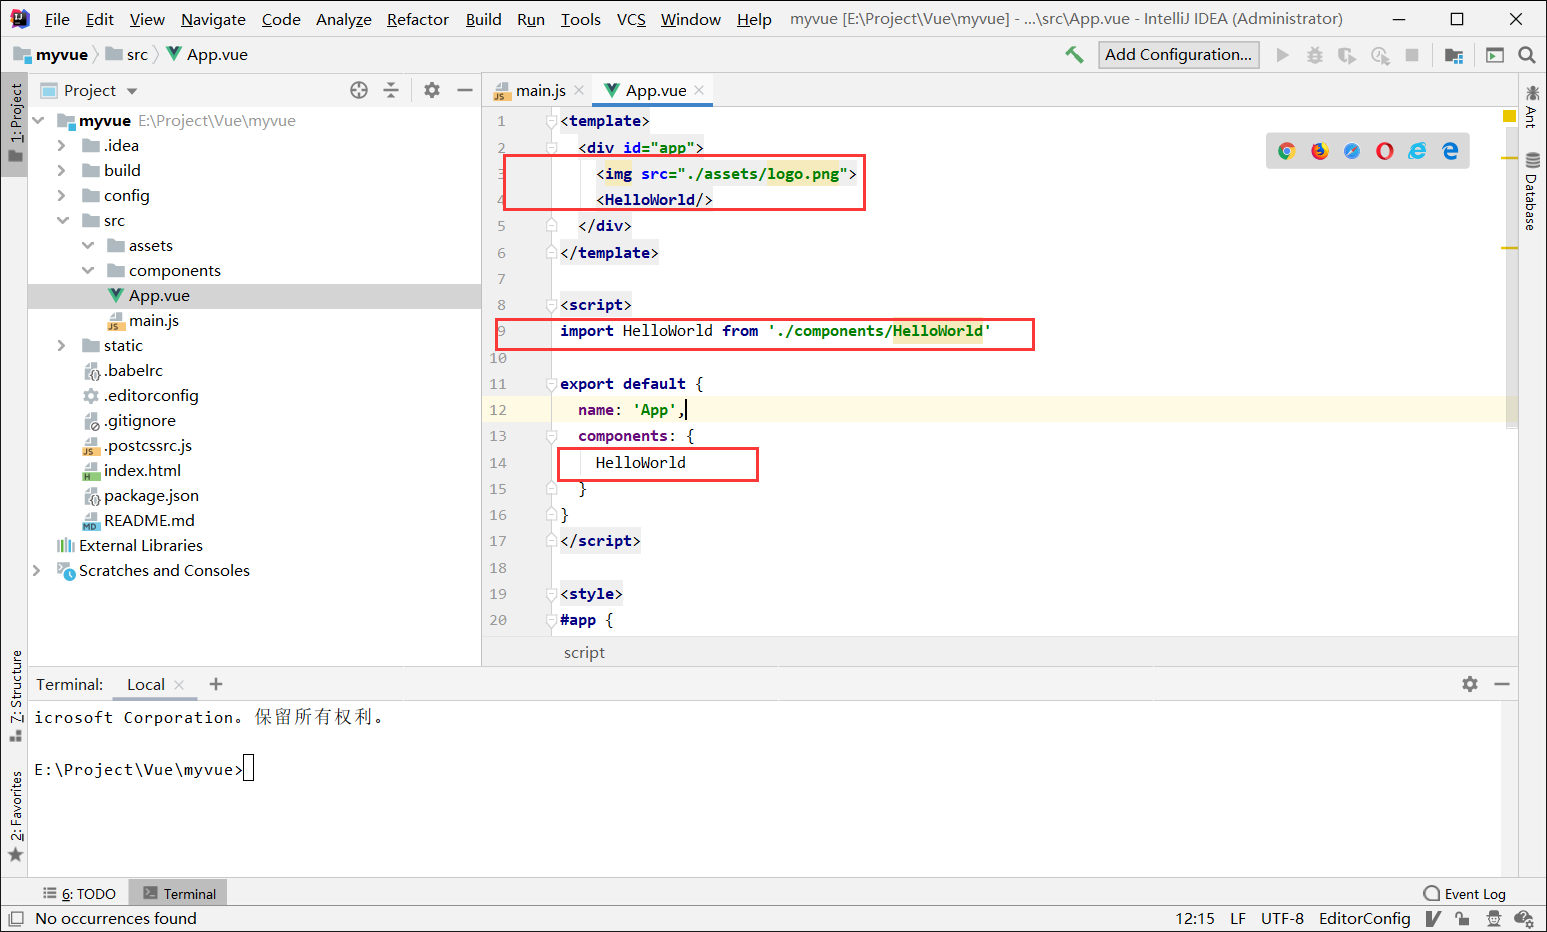 File Edit View Navigate Code Analyze Refactor Build Run Tools VCS Window Help myvue [E:\Project\Vue\myvue] - ...\src\App.vue - IntelliJ IDEA (Administrator)
myvue src App.vue
Add Configuration...
1: Project
Project
main.js
App.vue
myvue E:\Project\Vue\myvue
.idea
build
config
src
assets
components
App.vue
main.js
static
.babelrc
.editorconfig
.gitignore
.postcssrc.js
index.html
package.json
README.md
External Libraries
Scratches and Consoles
1 <template>
2 <div id="app">
3 <img src="./assets/logo.png">
4 <HelloWorld/>
5 </div>
6 </template>
7
8 <script>
9 import HelloWorld from './components/HelloWorld'
10
11 export default {
12 name: 'App',
13 components: {
14 HelloWorld
15 }
16 }
17 </script>
18
19 <style>
20 #app {
script
Ant
Database
7: Structure
2: Favorites
Terminal: Local
icrosoft Corporation。保留所有权利。
E:\Project\Vue\myvue>
6: TODO
Terminal
Event Log
No occurrences found
12:15 LF UTF-8 EditorConfig